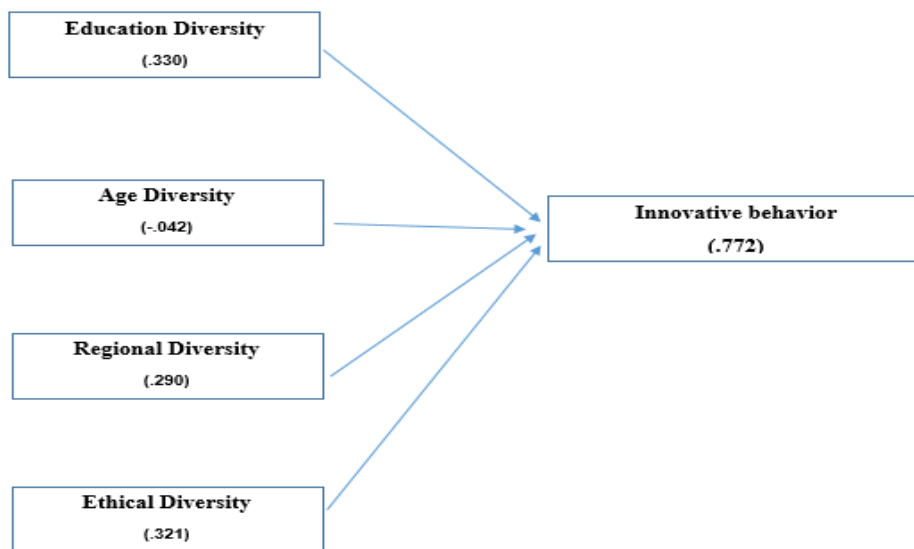 Education Diversity
(.330)
Age Diversity
(-.042)
Innovative behavior
(.772)
Regional Diversity
(.290)
Ethical Diversity
(.321)